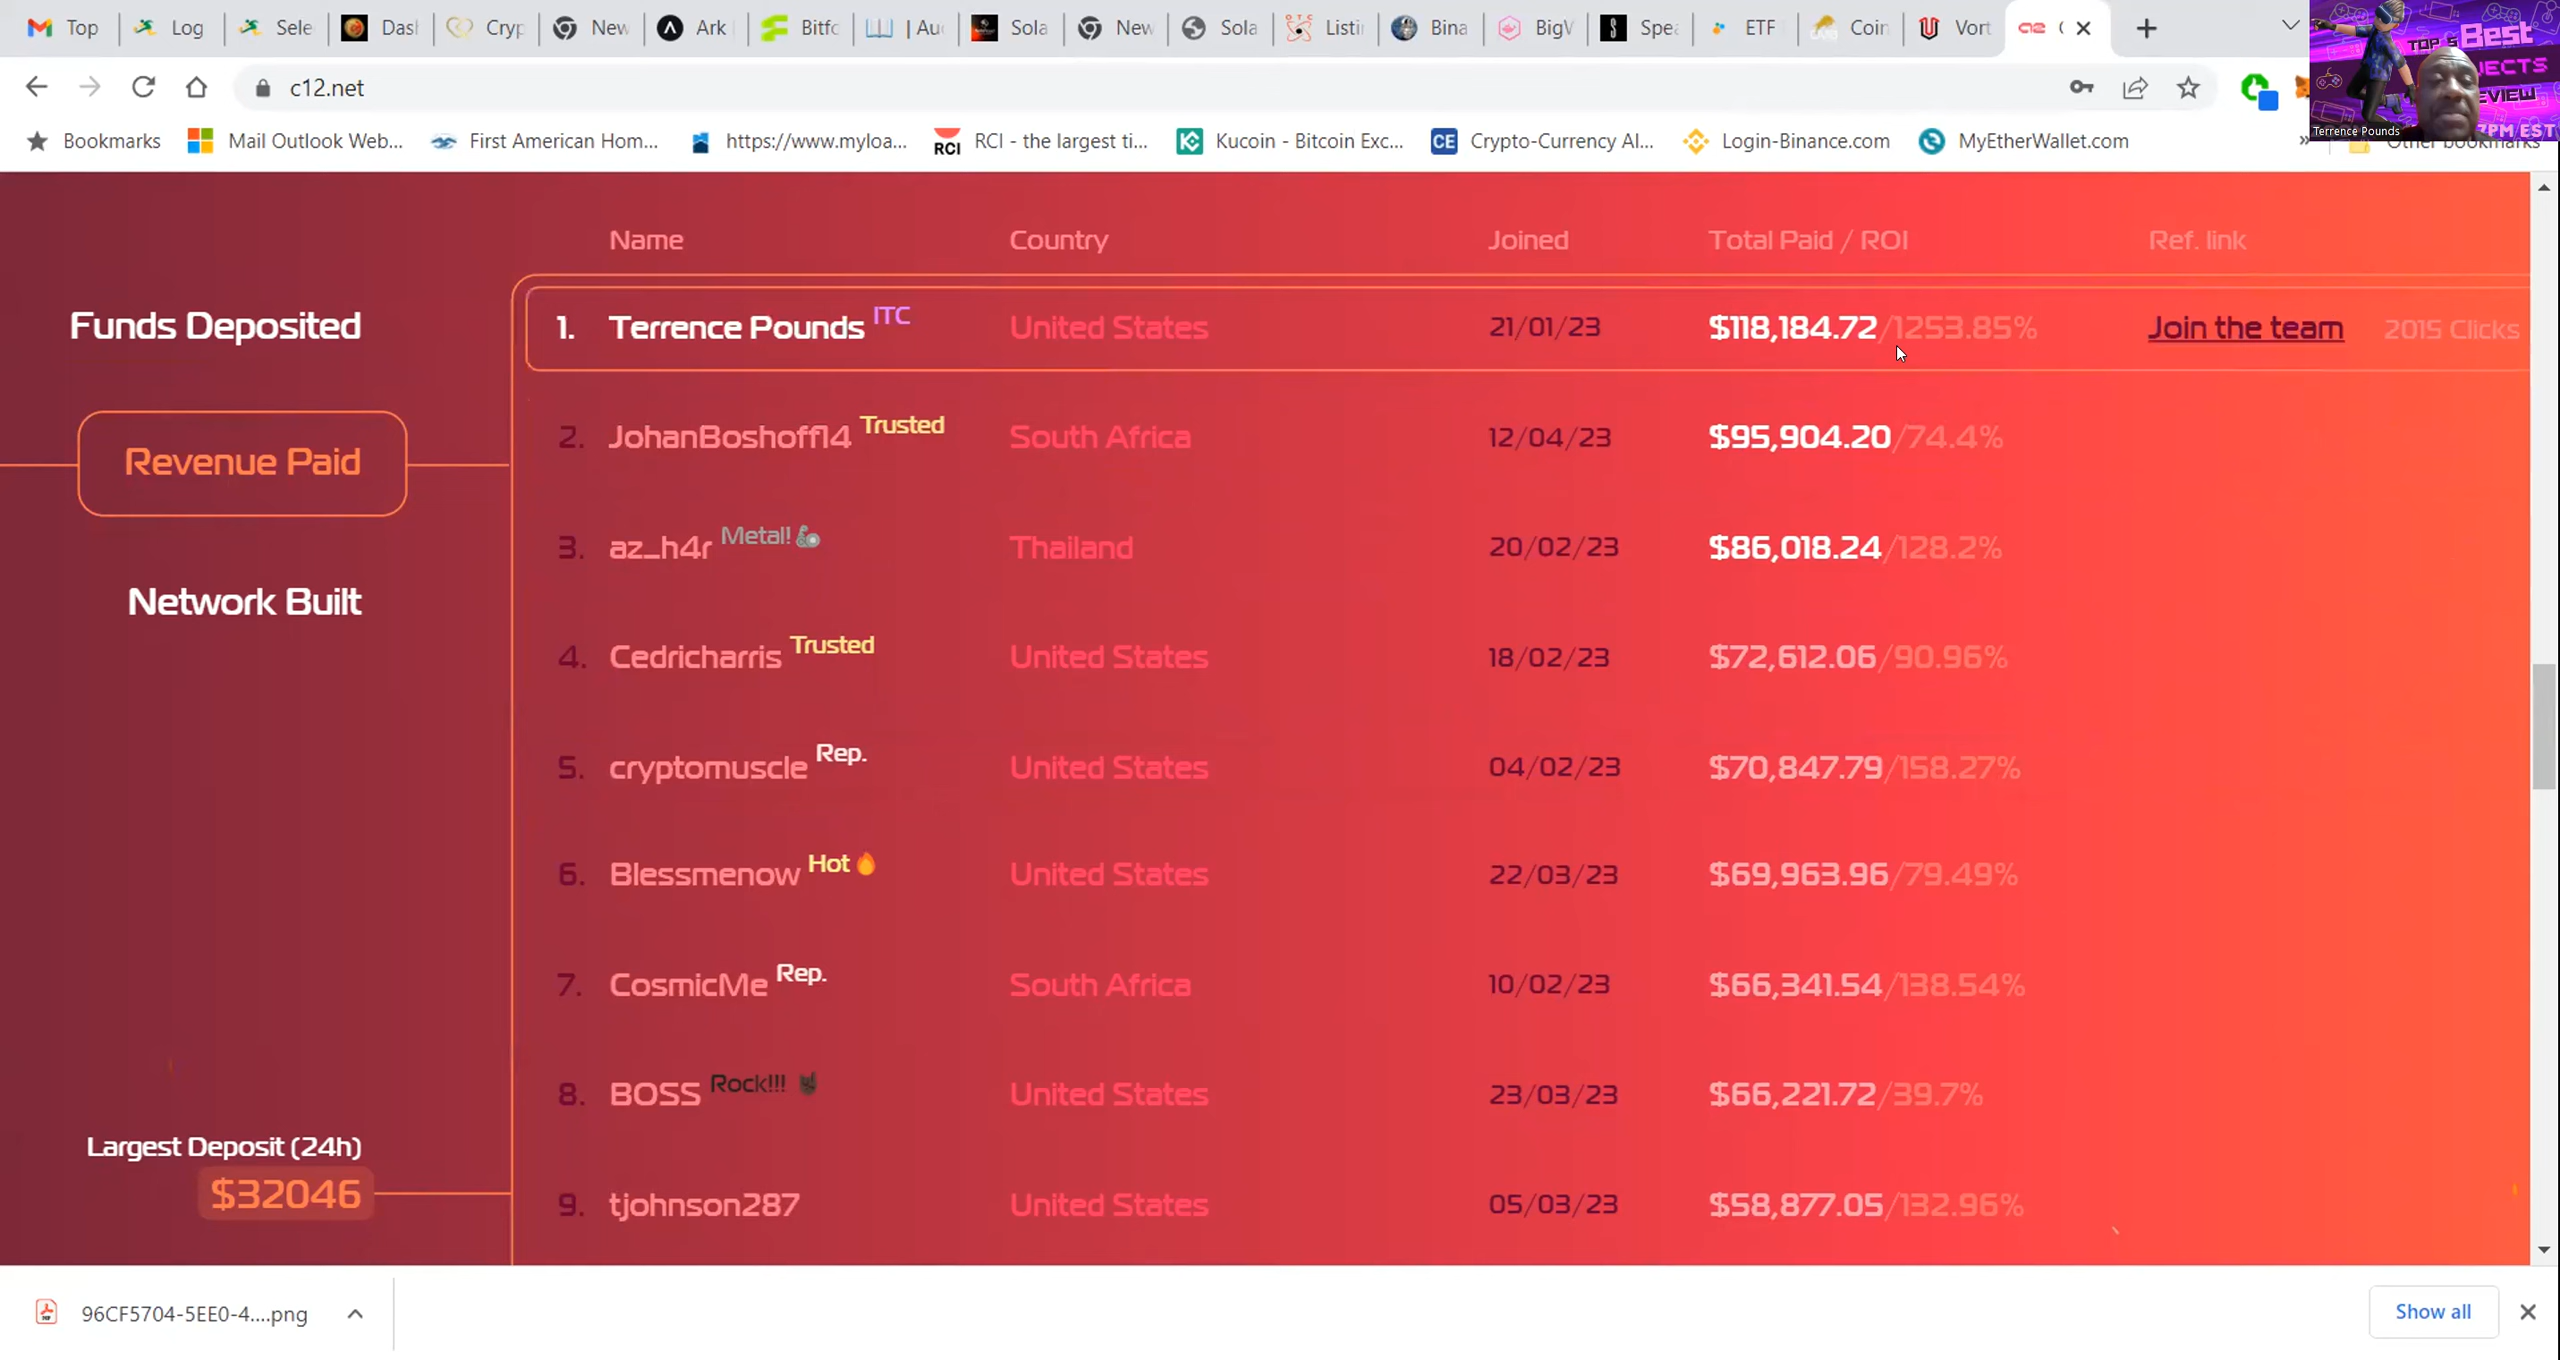 Top Log Sele Dasl Cryp New Ark Bitfc | Au Sola New Sola Listi Bina BigV Spea ETF Coin Vort
c12.net
Bookmarks Mail Outlook Web... First American Hom... https://www.myloa... RCI - the largest ti... Kucoin - Bitcoin Exc... Crypto-Currency Al... Login-Binance.com MyEtherWallet.com » Other bookmarks
TOP 5 Best
JECTS
EVIEW
Terrence Pounds 7PM EST
Name Country Joined Total Paid / ROI Ref. link
Funds Deposited
Revenue Paid
Network Built
1. Terrence Pounds ITC United States 21/01/23 $118,184.72/1253.85% Join the team 2015 Clicks
2. JohanBoshoff14 Trusted South Africa 12/04/23 $95,904.20/74.4%
3. az_h4r Metal! Thailand 20/02/23 $86,018.24/128.2%
4. Cedricharris Trusted United States 18/02/23 $72,612.06/90.96%
5. cryptomuscle Rep. United States 04/02/23 $70,847.79/158.27%
6. Blessmenow Hot United States 22/03/23 $69,963.96/79.49%
7. CosmicMe Rep. South Africa 10/02/23 $66,341.54/138.54%
8. BOSS Rock!!! United States 23/03/23 $66,221.72/39.7%
9. tjohnson287 United States 05/03/23 $58,877.05/132.96%
Largest Deposit (24h)
$32046
96CF5704-5EE0-4....png
Show all